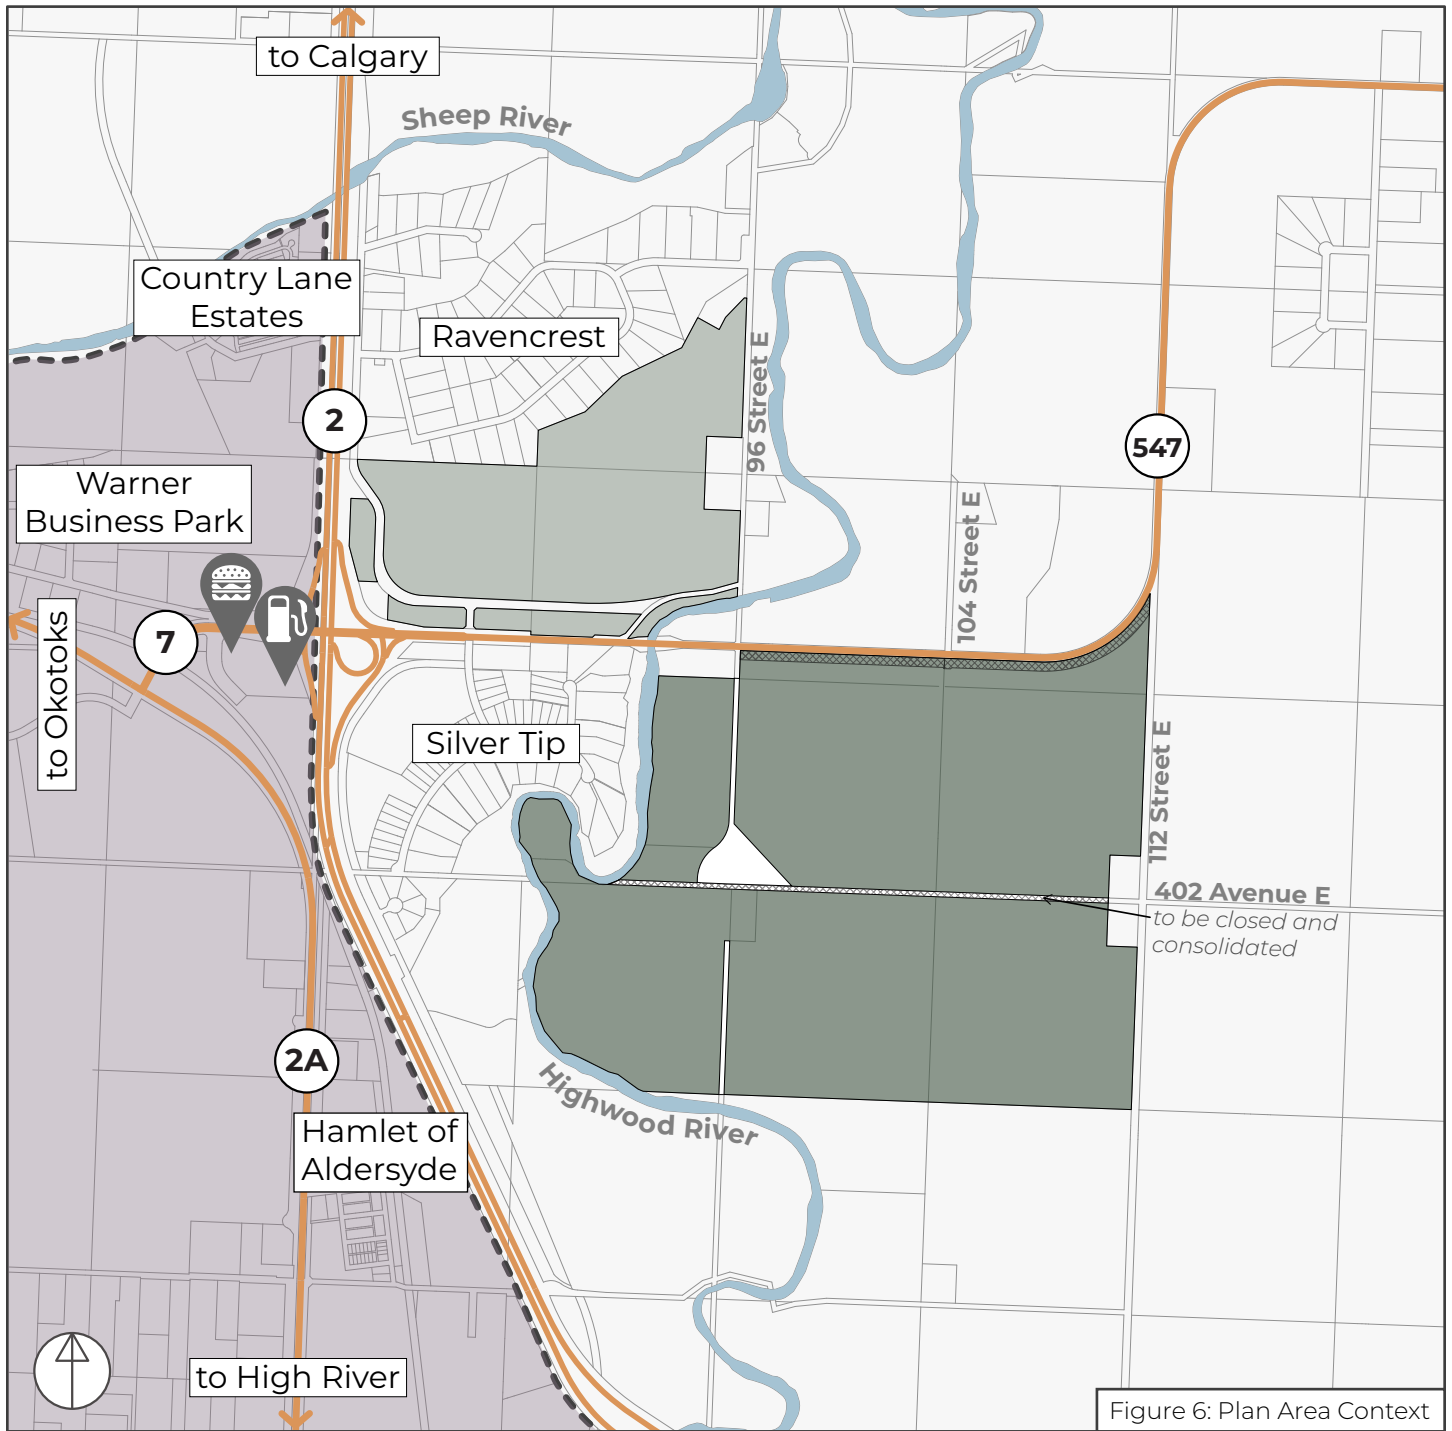 to Calgary
Sheep River
Country Lane
Estates
Ravencrest
96 Street E
2
547
Warner
Business Park
104 Street E
7
to Okotoks
Silver Tip
112 Street E
402 Avenue E
to be closed and
consolidated
2A
Highwood River
Hamlet of
Aldersyde
to High River
Figure 6: Plan Area Context